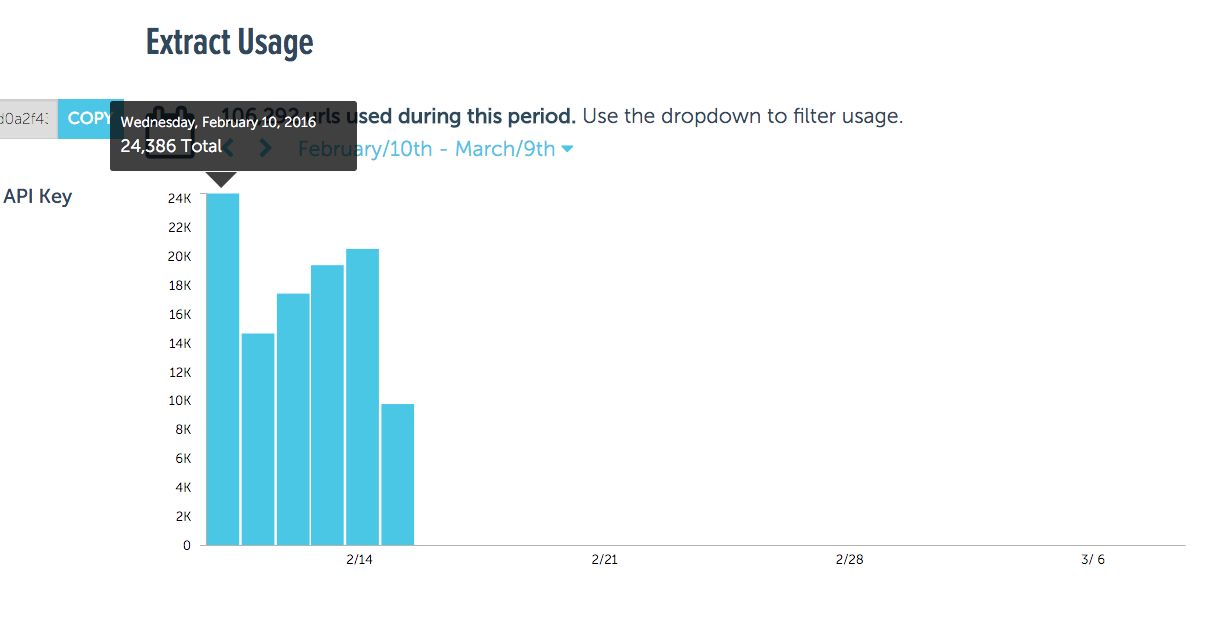 Extract Usage
COPY
Wednesday, February 10, 2016
24,386 Total
urls used during this period. Use the dropdown to filter usage.
February/10th - March/9th
API Key
24K
22K
20K
18K
16K
14K
12K
10K
8K
6K
4K
2K
0
2/14
2/21
2/28
3/ 6